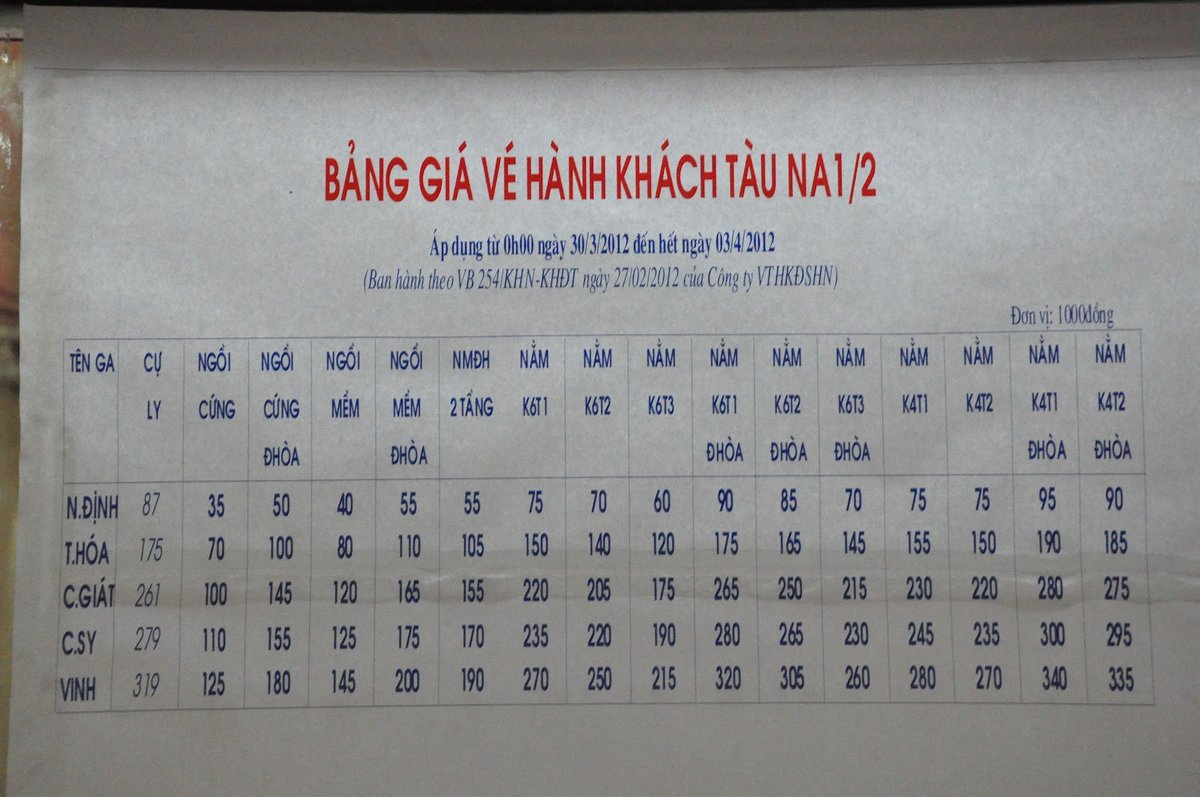 BẢNG GIÁ VÉ HÀNH KHÁCH TÀU NA1/2
Áp dụng từ 0h00 ngày 30/3/2012 đến hết ngày 03/4/2012
(Ban hành theo VB 254/KHN-KHĐT ngày 27/02/2012 của Công ty VTHKĐSHN)
Đơn vị: 1000đồng
TÊN GA CỰ NGỒI NGỒI NGỒI NGỒI NMĐH NẰM NẰM NẰM NẰM NẰM NẰM NẰM NẰM NẰM NẰM
LY CỨNG CỨNG MỀM MỀM 2 TẦNG K6T1 K6T2 K6T3 K6T1 K6T2 K6T3 K4T1 K4T2 K4T1 K4T2
ĐHÒA ĐHÒA ĐHÒA ĐHÒA ĐHÒA ĐHÒA ĐHÒA
N.ĐỊNH 87 35 50 40 55 55 75 70 60 90 85 70 75 75 95 90
T.HÓA 175 70 100 80 110 105 150 140 120 175 165 145 155 150 190 185
C.GIÁT 261 100 145 120 165 155 220 205 175 265 250 215 230 220 280 275
C.SY 279 110 155 125 175 170 235 220 190 280 265 230 245 235 300 295
VINH 319 125 180 145 200 190 270 250 215 320 305 260 280 270 340 335